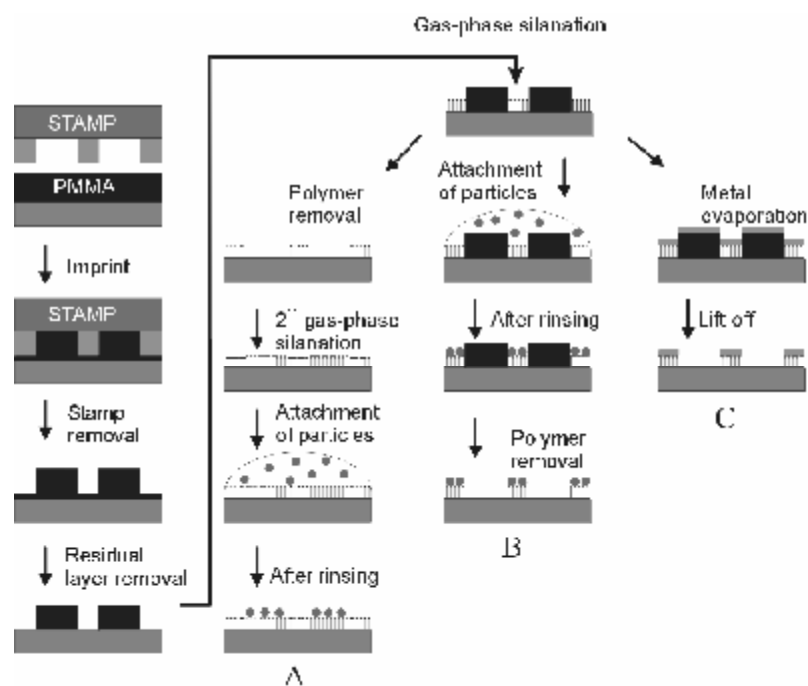 Gas-phase silanation
STAMP
PMMA
Imprint
STAMP
Stamp
removal
Residual
layer removal
Polymer
removal
gas-phase
silanation
Attachment
of particles
After rinsing
A
Attachment
of particles
After rinsing
Polymer
removal
B
Metal
evaporation
Lift off
C